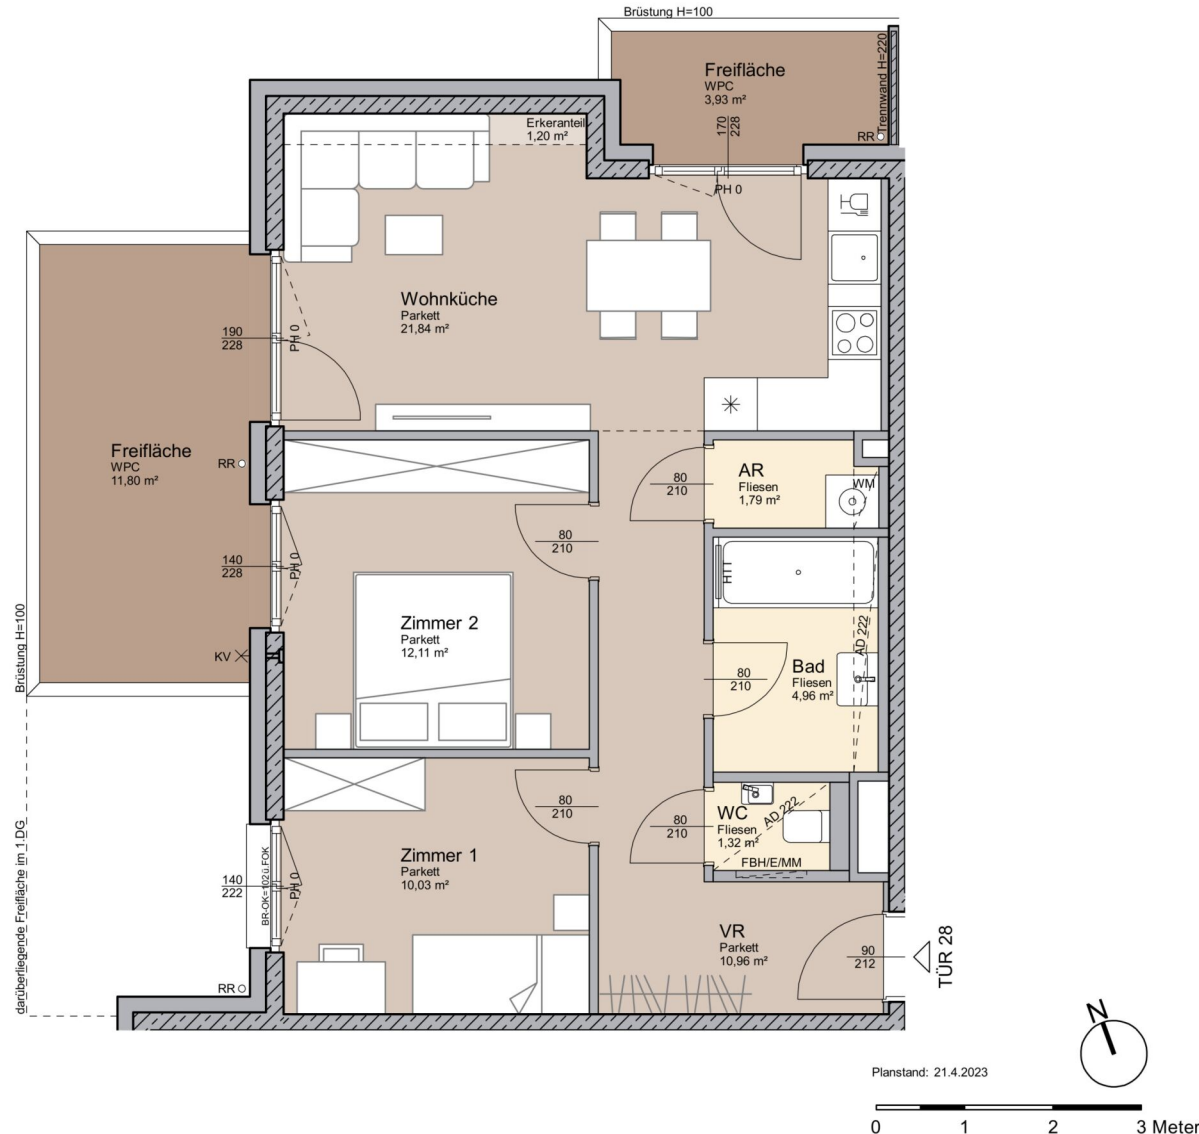 Brüstung H=100
Freifläche
WPC
3,93 m²
Trennwand H=220
RR
170
228
PH 0
Erkeranteil
1,20 m²
Wohnküche
Parkett
21,84 m²
190
228
PH 0
Freifläche
WPC
11,80 m²
RR
80
210
AR
Fliesen
1,79 m²
WM
80
210
140
228
PH 0
HTT
Zimmer 2
Parkett
12,11 m²
Brüstung H=100
KV
80
210
Bad
Fliesen
4,96 m²
AD 222
80
210
80
210
WC
Fliesen
1,32 m²
AD 222
FBH/E/MM
Zimmer 1
Parkett
10,03 m²
140
222
BR-OK=102ü.FOK
PH 0
darüberliegende Freifläche im 1.DG
RR
VR
Parkett
10,96 m²
90
212
TÜR 28
N
Planstand: 21.4.2023
0 1 2 3 Meter